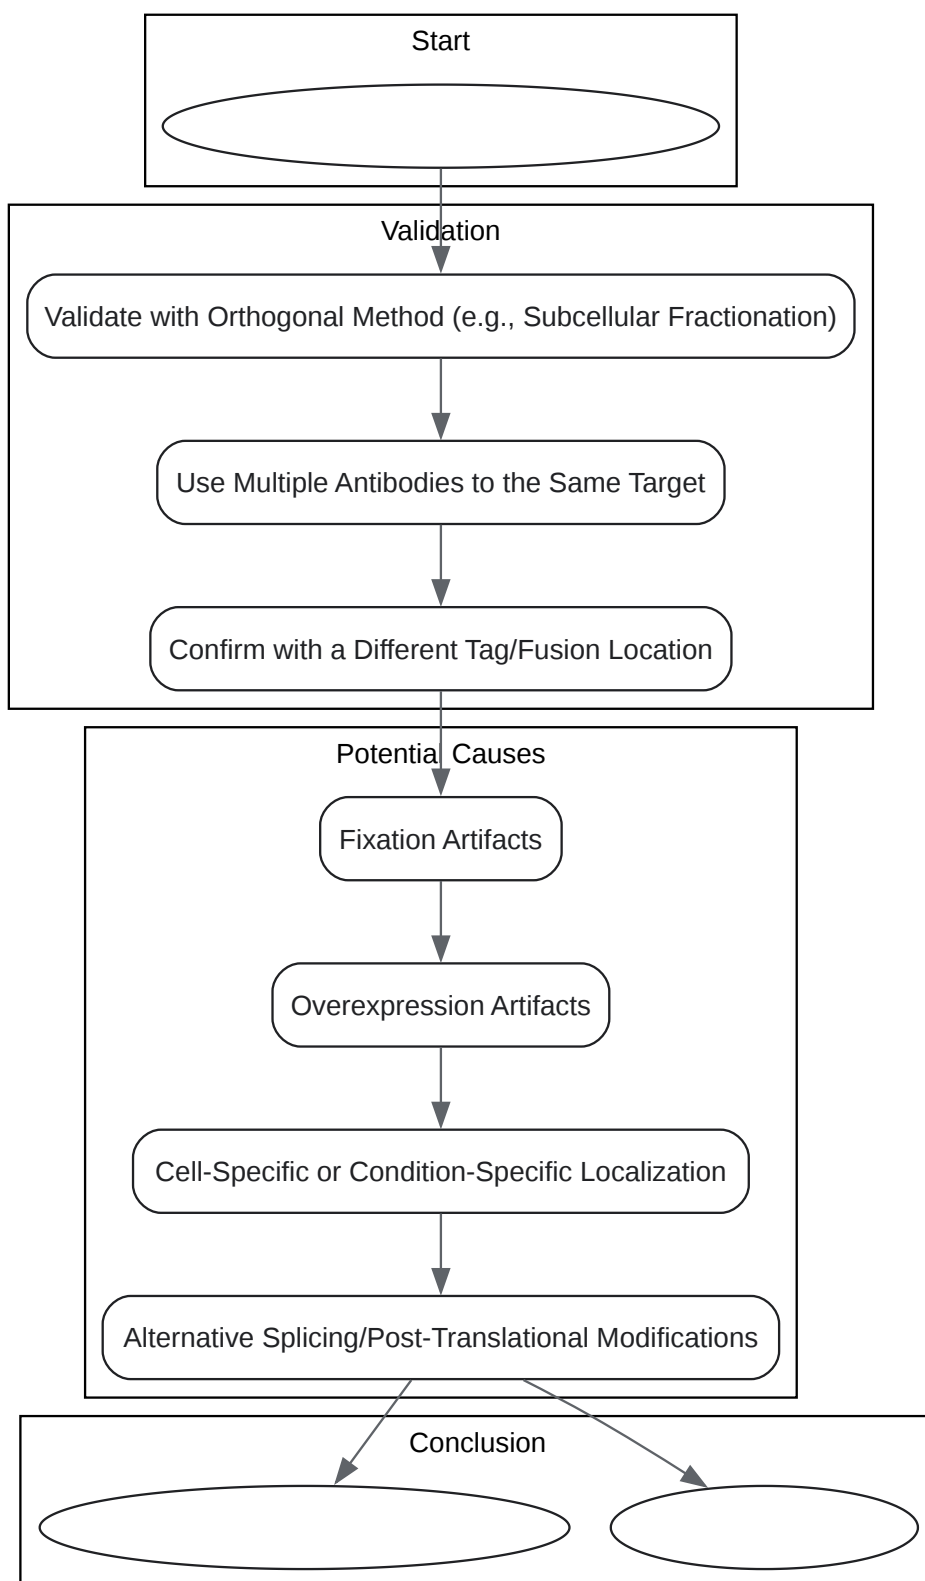 Start
Validation
Validate with Orthogonal Method (e.g., Subcellular Fractionation)
Use Multiple Antibodies to the Same Target
Confirm with a Different Tag/Fusion Location
Potential Causes
Fixation Artifacts
Overexpression Artifacts
Cell-Specific or Condition-Specific Localization
Alternative Splicing/Post-Translational Modifications
Conclusion